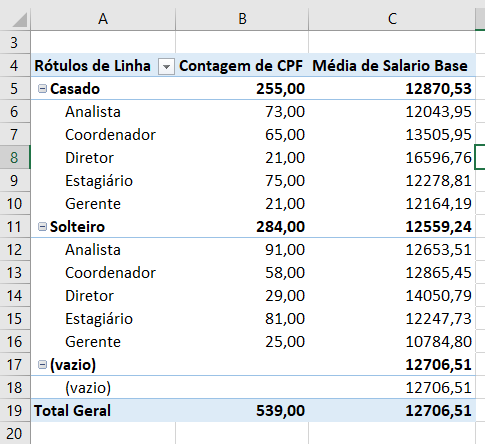 A B C
3
4 Rótulos de Linha Contagem de CPF Média de Salario Base
5 Casado 255,00 12870,53
6 Analista 73,00 12043,95
7 Coordenador 65,00 13505,95
8 Diretor 21,00 16596,76
9 Estagiário 75,00 12278,81
10 Gerente 21,00 12164,19
11 Solteiro 284,00 12559,24
12 Analista 91,00 12653,51
13 Coordenador 58,00 12865,45
14 Diretor 29,00 14050,79
15 Estagiário 81,00 12247,73
16 Gerente 25,00 10784,80
17 (vazio) 12706,51
18 (vazio) 12706,51
19 Total Geral 539,00 12706,51
20